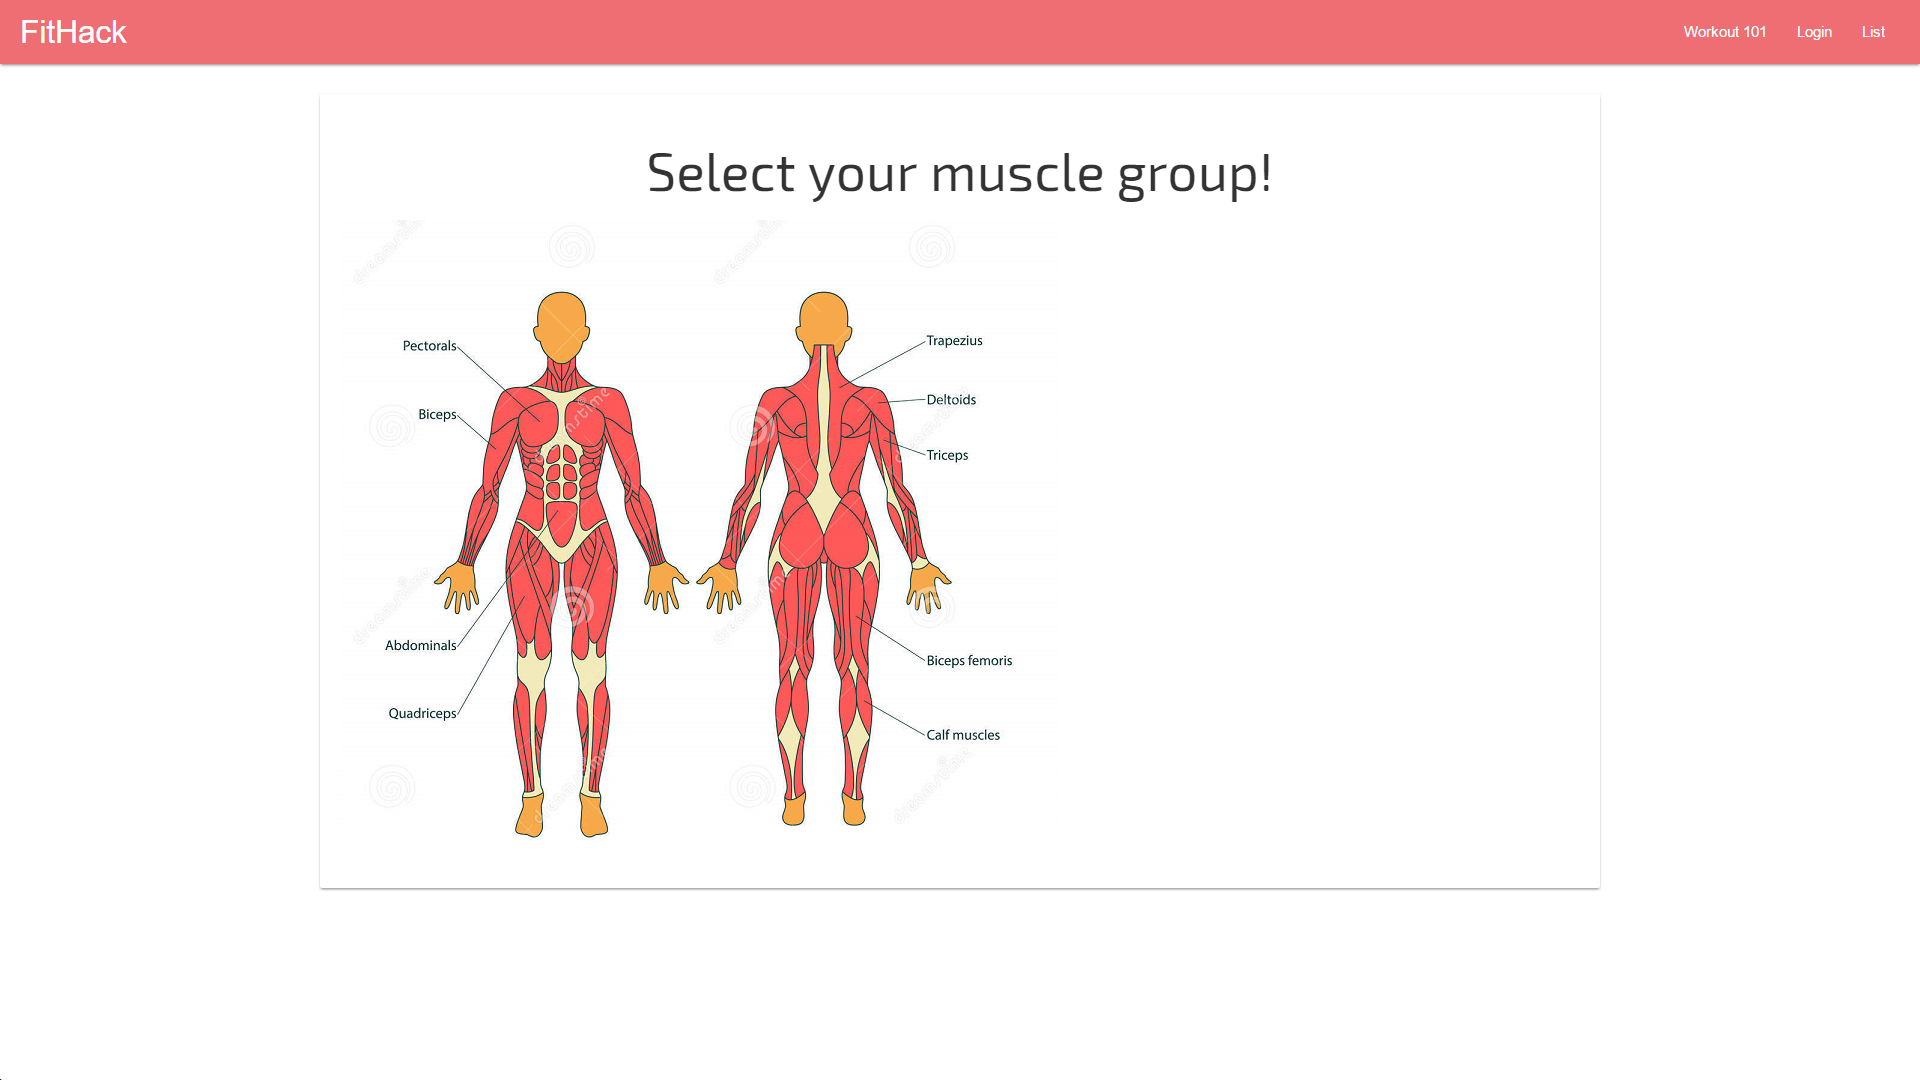 FitHack
Workout 101
Login
List
Select your muscle group!
Pectorals
Biceps
Abdominals
Quadriceps
Trapezius
Deltoids
Triceps
Biceps femoris
Calf muscles
dreamstime